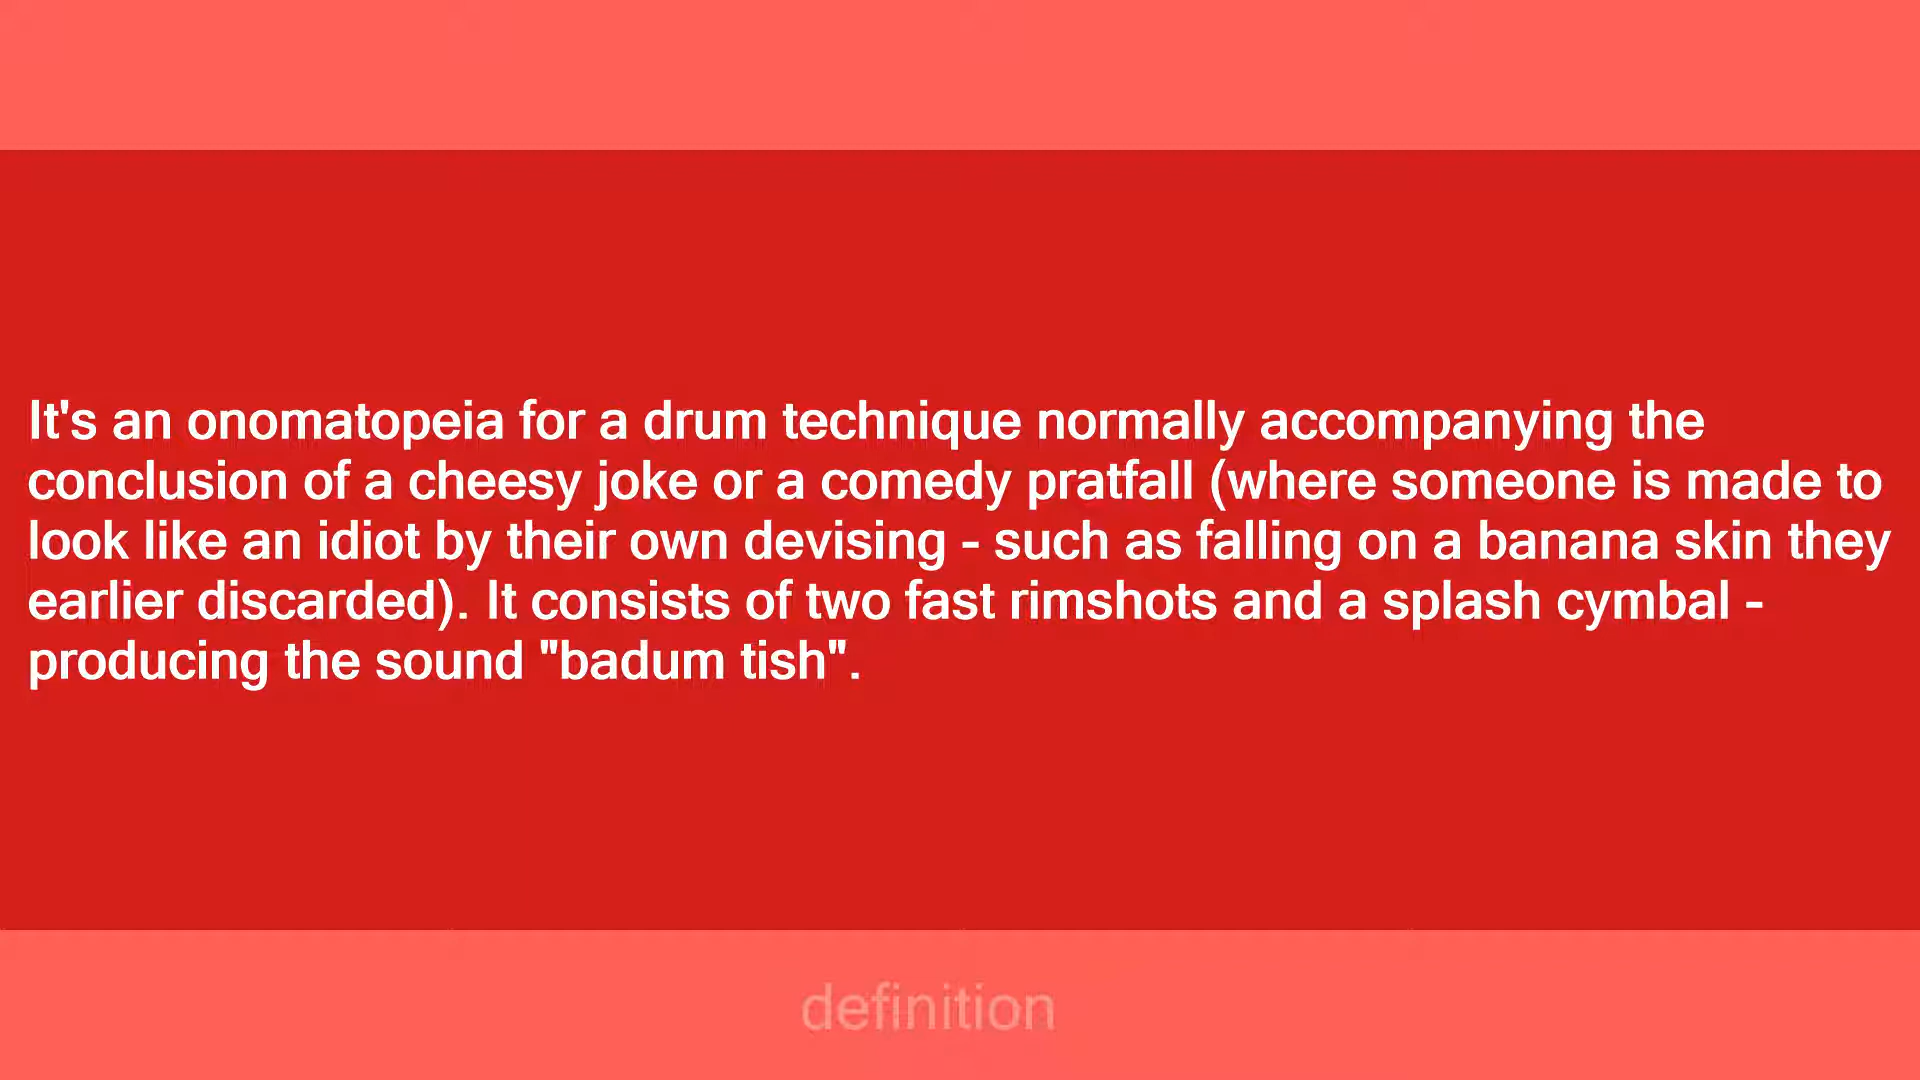 It's an onomatopeia for a drum technique normally accompanying the
conclusion of a cheesy joke or a comedy pratfall (where someone is made to
look like an idiot by their own devising - such as falling on a banana skin they
earlier discarded). It consists of two fast rimshots and a splash cymbal -
producing the sound "badum tish".
definition